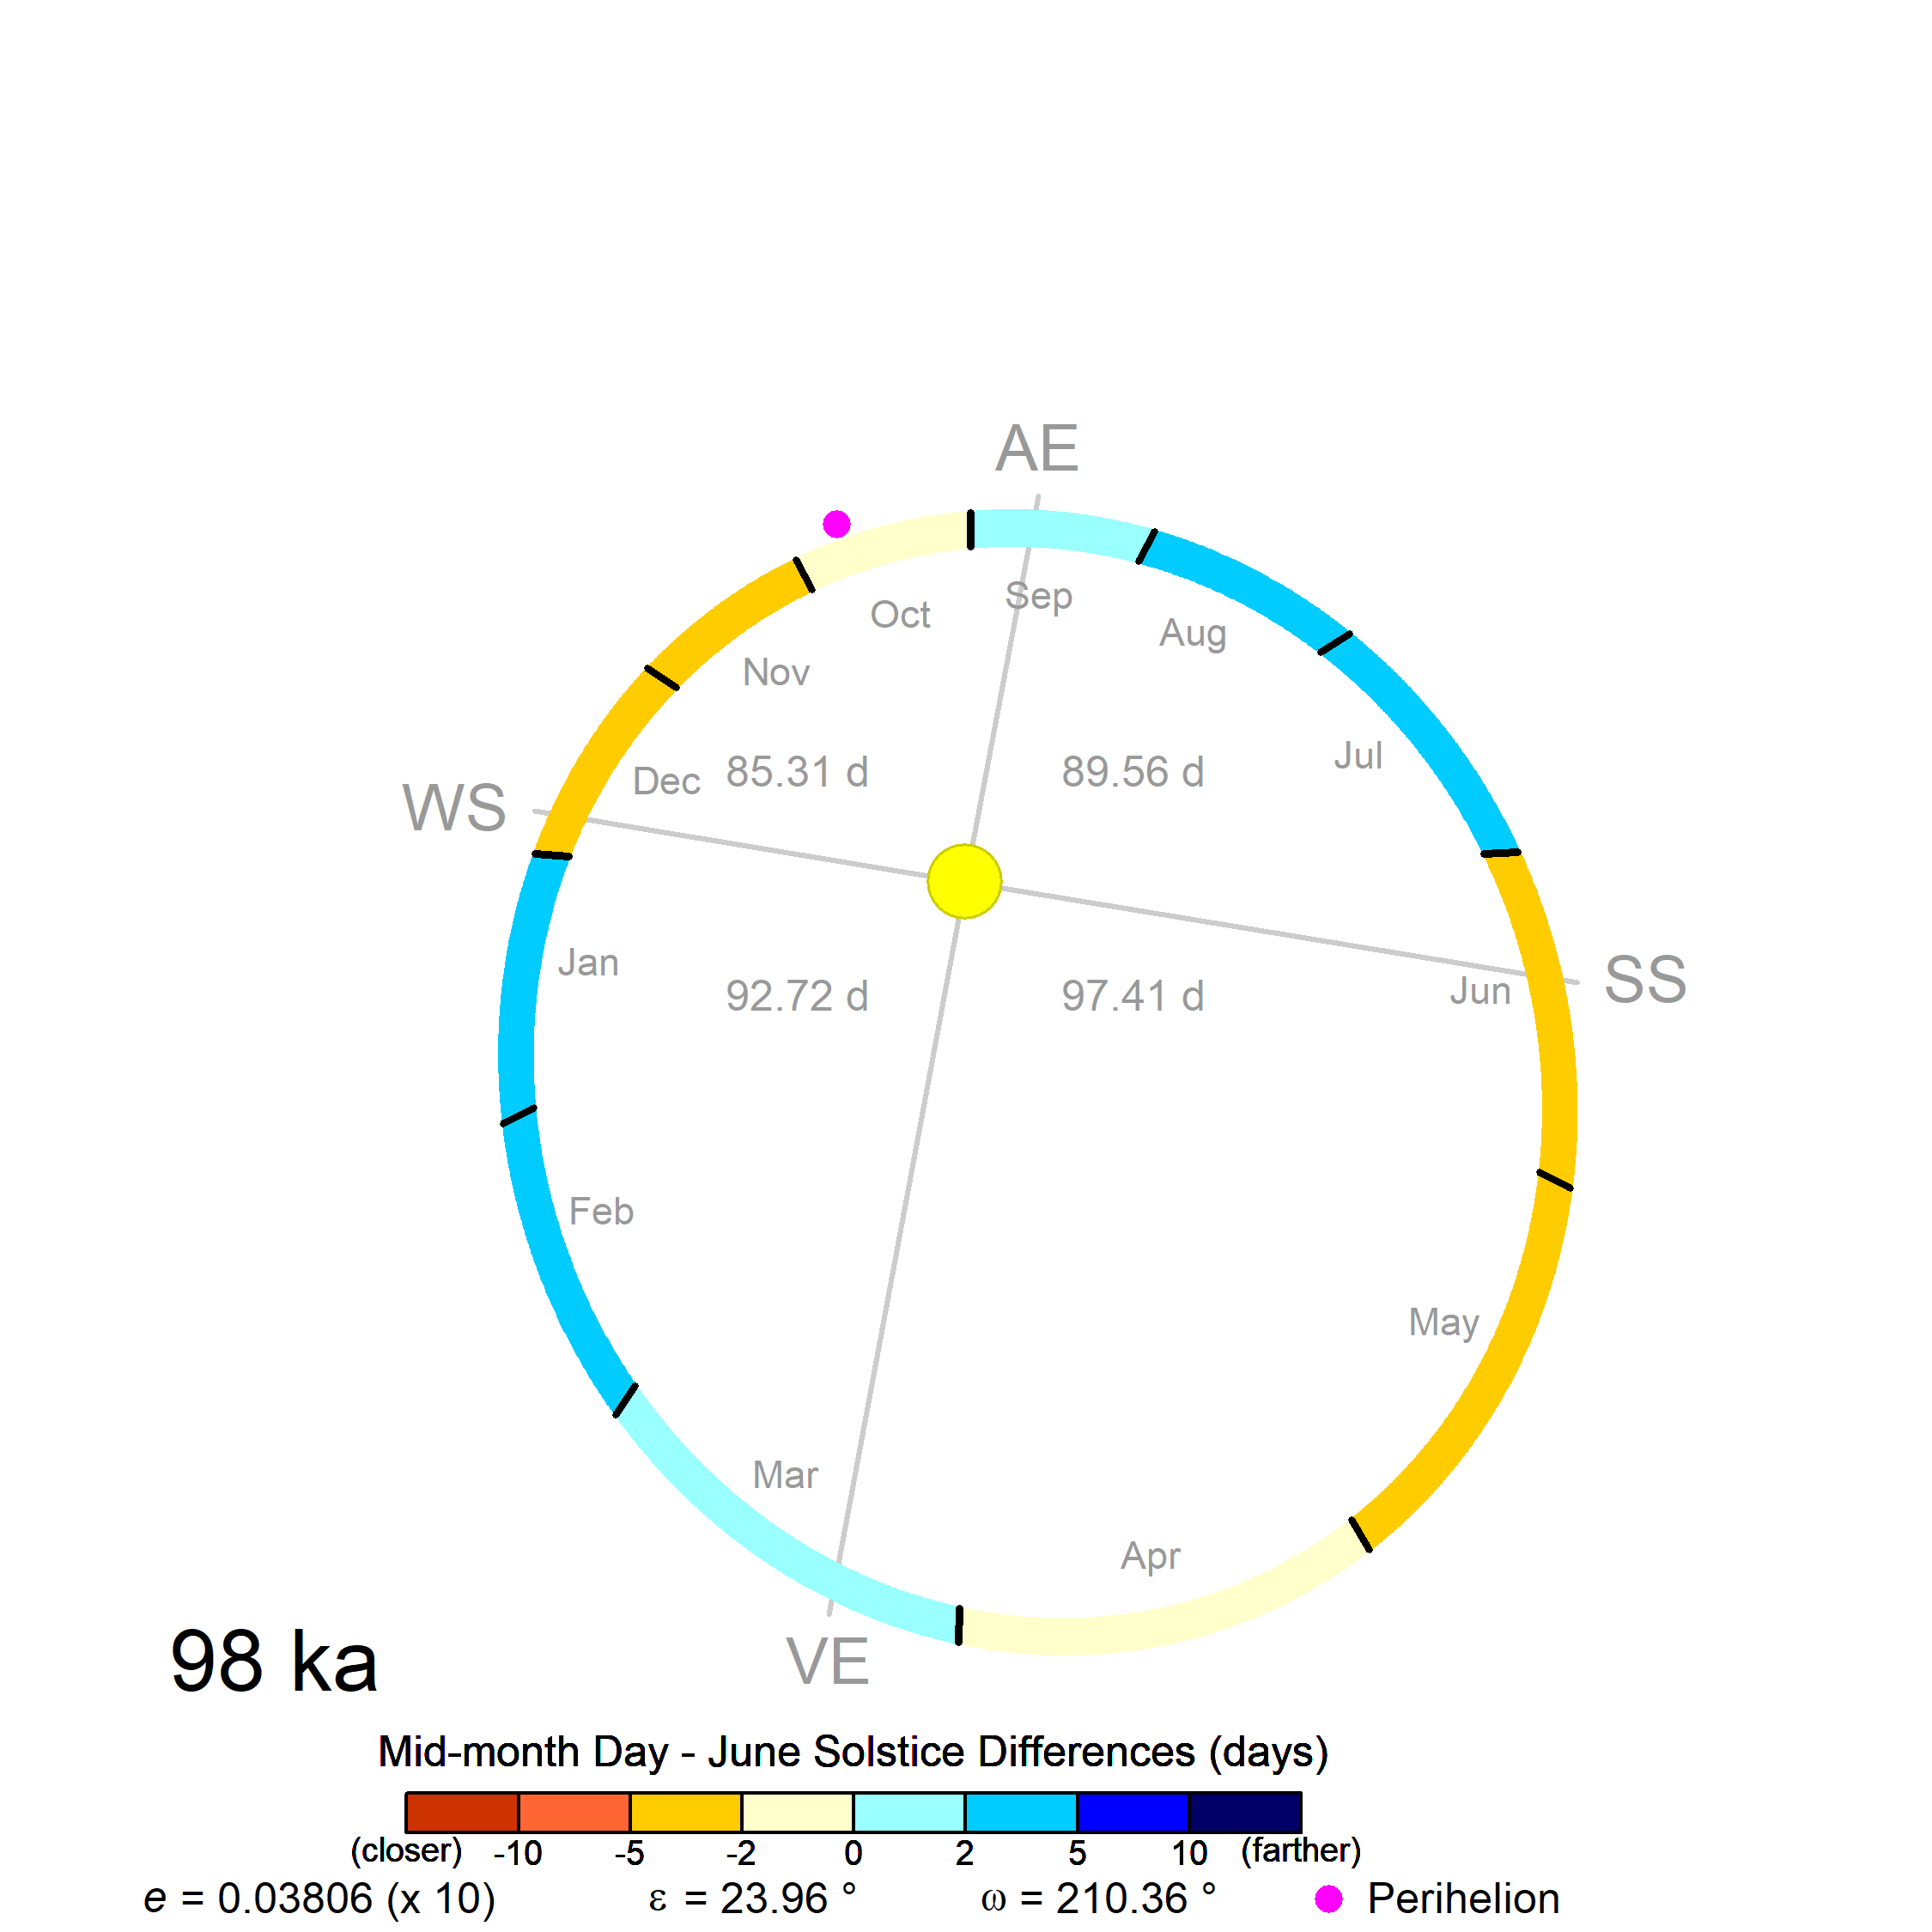 AE
Sep
Oct
Aug
Nov
Jul
85.31 d
89.56 d
Dec
WS
Jan
SS
Jun
92.72 d
97.41 d
Feb
May
Mar
Apr
VE
98 ka
Mid-month Day - June Solstice Differences (days)
(closer) -10 -5 -2 0 2 5 10 (farther)
e = 0.03806 (x 10) ε = 23.96 ° ω = 210.36 ° Perihelion